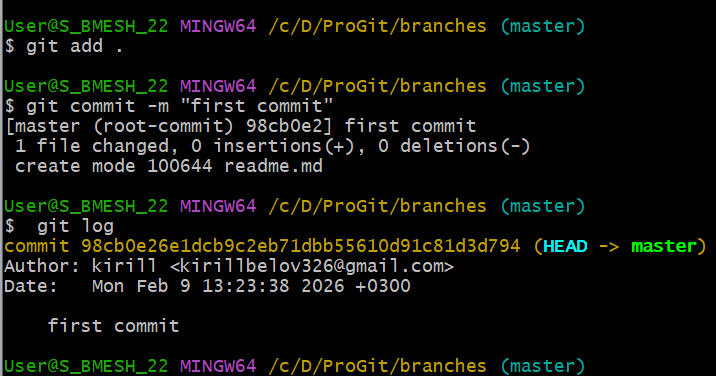 User@S_BMESH_22 MINGW64 /c/D/ProGit/branches (master)
$ git add .
User@S_BMESH_22 MINGW64 /c/D/ProGit/branches (master)
$ git commit -m "first commit"
[master (root-commit) 98cb0e2] first commit
 1 file changed, 0 insertions(+), 0 deletions(-)
 create mode 100644 readme.md
User@S_BMESH_22 MINGW64 /c/D/ProGit/branches (master)
$  git log
commit 98cb0e26e1dcb9c2eb71dbb55610d91c81d3d794 (HEAD -> master)
Author: kirill <kirillbelov326@gmail.com>
Date:   Mon Feb 9 13:23:38 2026 +0300
    first commit
User@S_BMESH_22 MINGW64 /c/D/ProGit/branches (master)